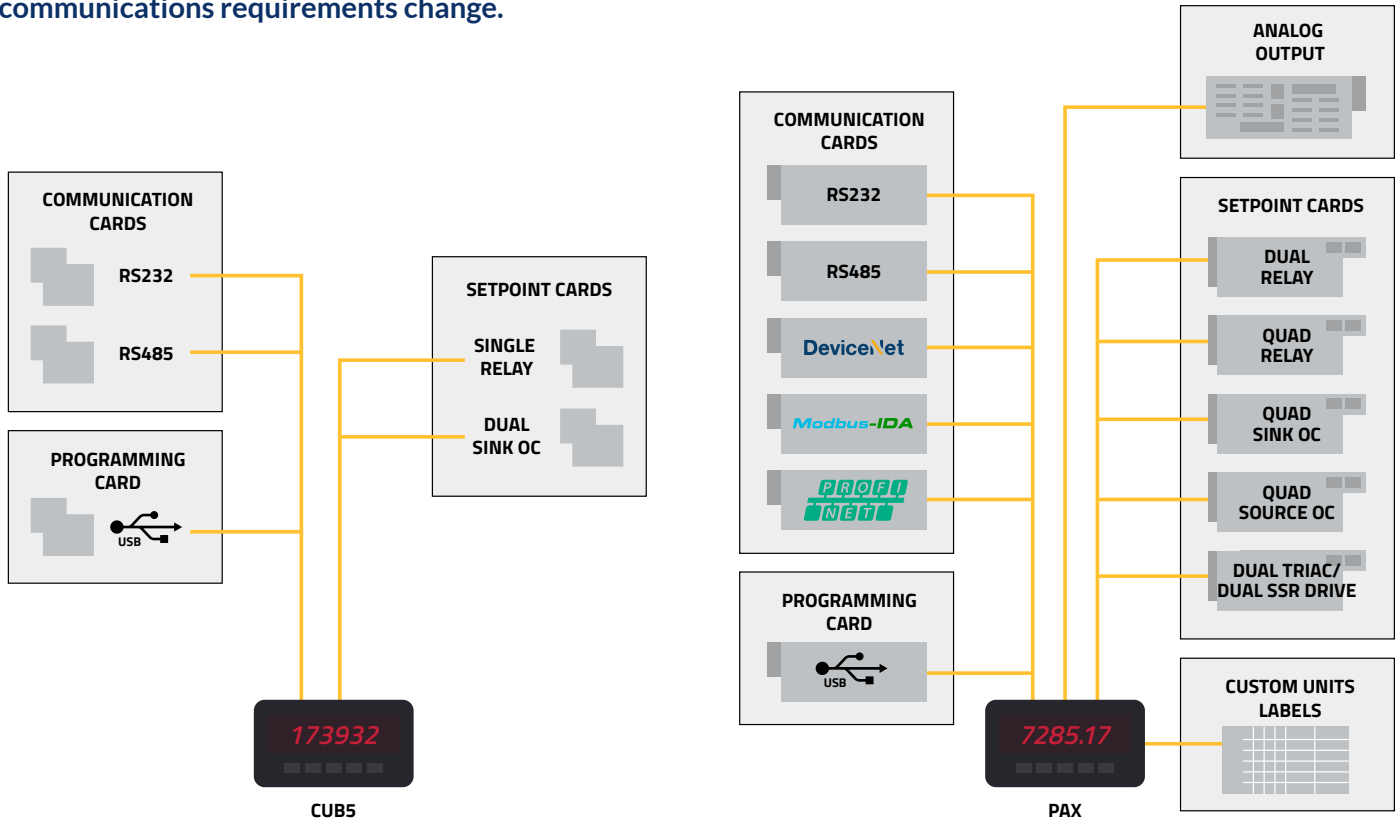 communications requirements change.
COMMUNICATION
CARDS
RS232
RS485
PROGRAMMING
CARD
USB
SETPOINT CARDS
SINGLE
RELAY
DUAL
SINK OC
173932
CUB5
COMMUNICATION
CARDS
RS232
RS485
DeviceNet
Modbus-IDA
PROFI
NET
PROGRAMMING
CARD
USB
ANALOG
OUTPUT
SETPOINT CARDS
DUAL
RELAY
QUAD
RELAY
QUAD
SINK OC
QUAD
SOURCE OC
DUAL TRIAC/
DUAL SSR DRIVE
CUSTOM UNITS
LABELS
7285.17
PAX